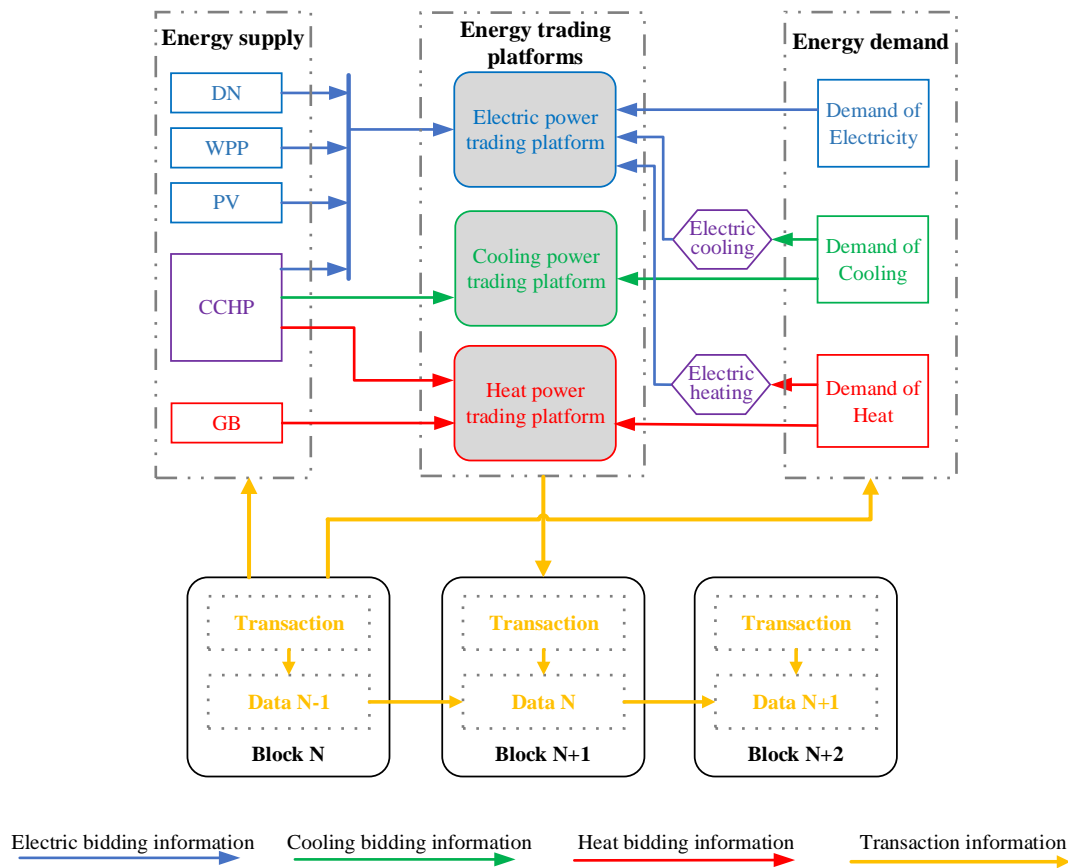 Energy supply
DN
WPP
PV
CCHP
GB
Energy trading
platforms
Electric power
trading platform
Cooling power
trading platform
Heat power
trading platform
Energy demand
Demand of
Electricity
Electric
cooling
Demand of
Cooling
Electric
heating
Demand of
Heat
Transaction
Data N-1
Block N
Transaction
Data N
Block N+1
Transaction
Data N+1
Block N+2
Electric bidding information
Cooling bidding information
Heat bidding information
Transaction information